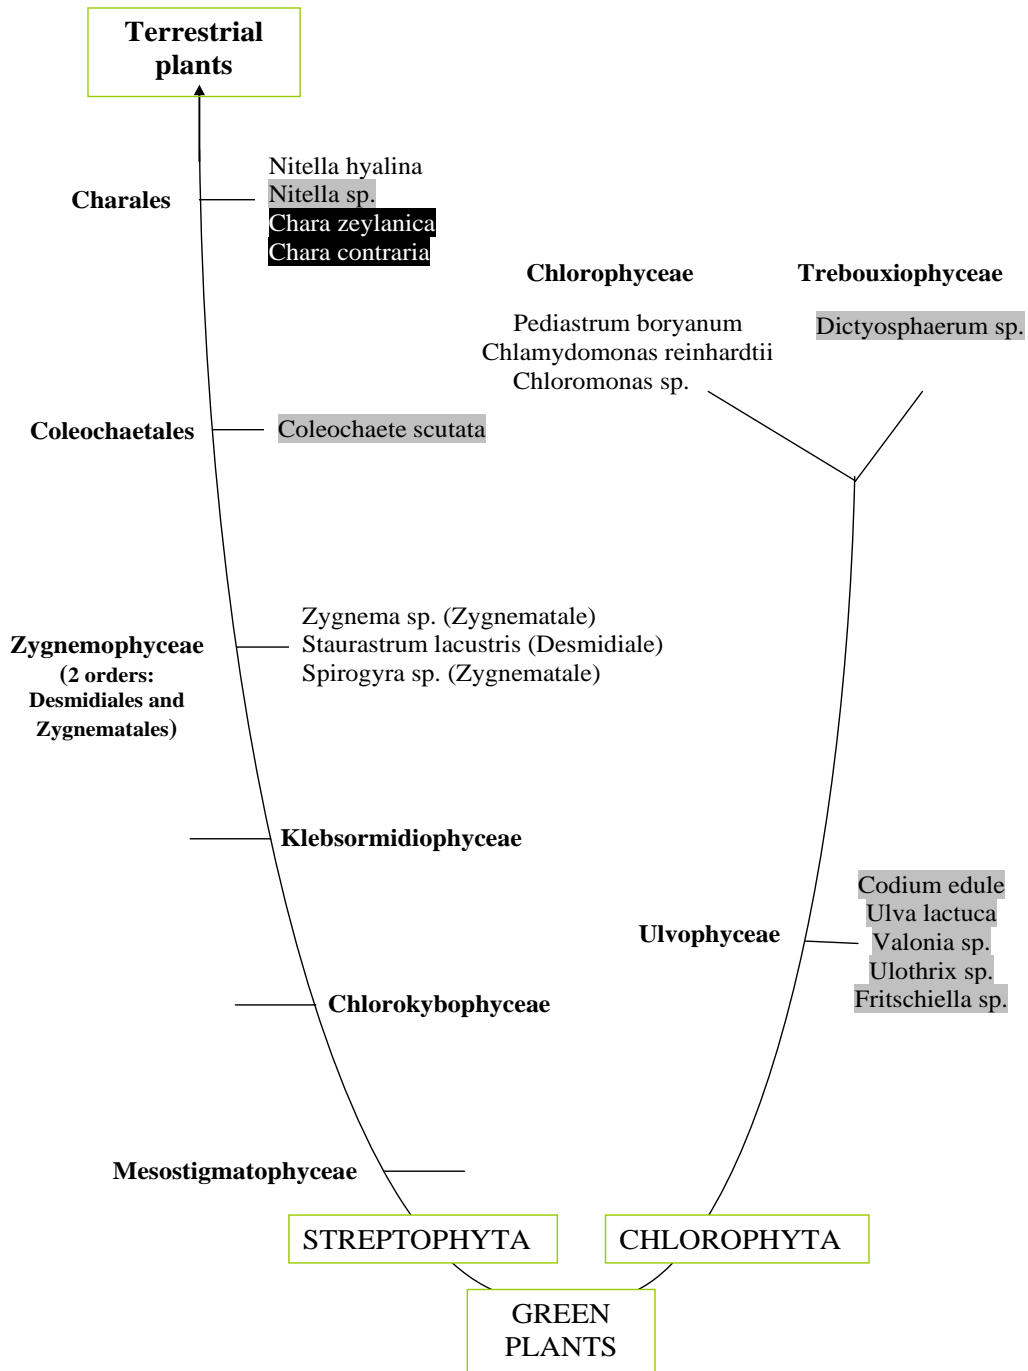 Terrestrial
plants
Charales
Nitella hyalina
Nitella sp.
Chara zeylanica
Chara contraria
Chlorophyceae
Trebouxiophyceae
Pediastrum boryanum
Chlamydomonas reinhardtii
Chloromonas sp.
Dictyosphaerum sp.
Coleochaetales
Coleochaete scutata
Zygnemophyceae
(2 orders:
Desmidiales and
Zygnematales)
Zygnema sp. (Zygnematale)
Staurastrum lacustris (Desmidiale)
Spirogyra sp. (Zygnematale)
Klebsormidiophyceae
Ulvophyceae
Codium edule
Ulva lactuca
Valonia sp.
Ulothrix sp.
Fritschiella sp.
Chlorokybophyceae
Mesostigmatophyceae
STREPTOPHYTA
CHLOROPHYTA
GREEN
PLANTS